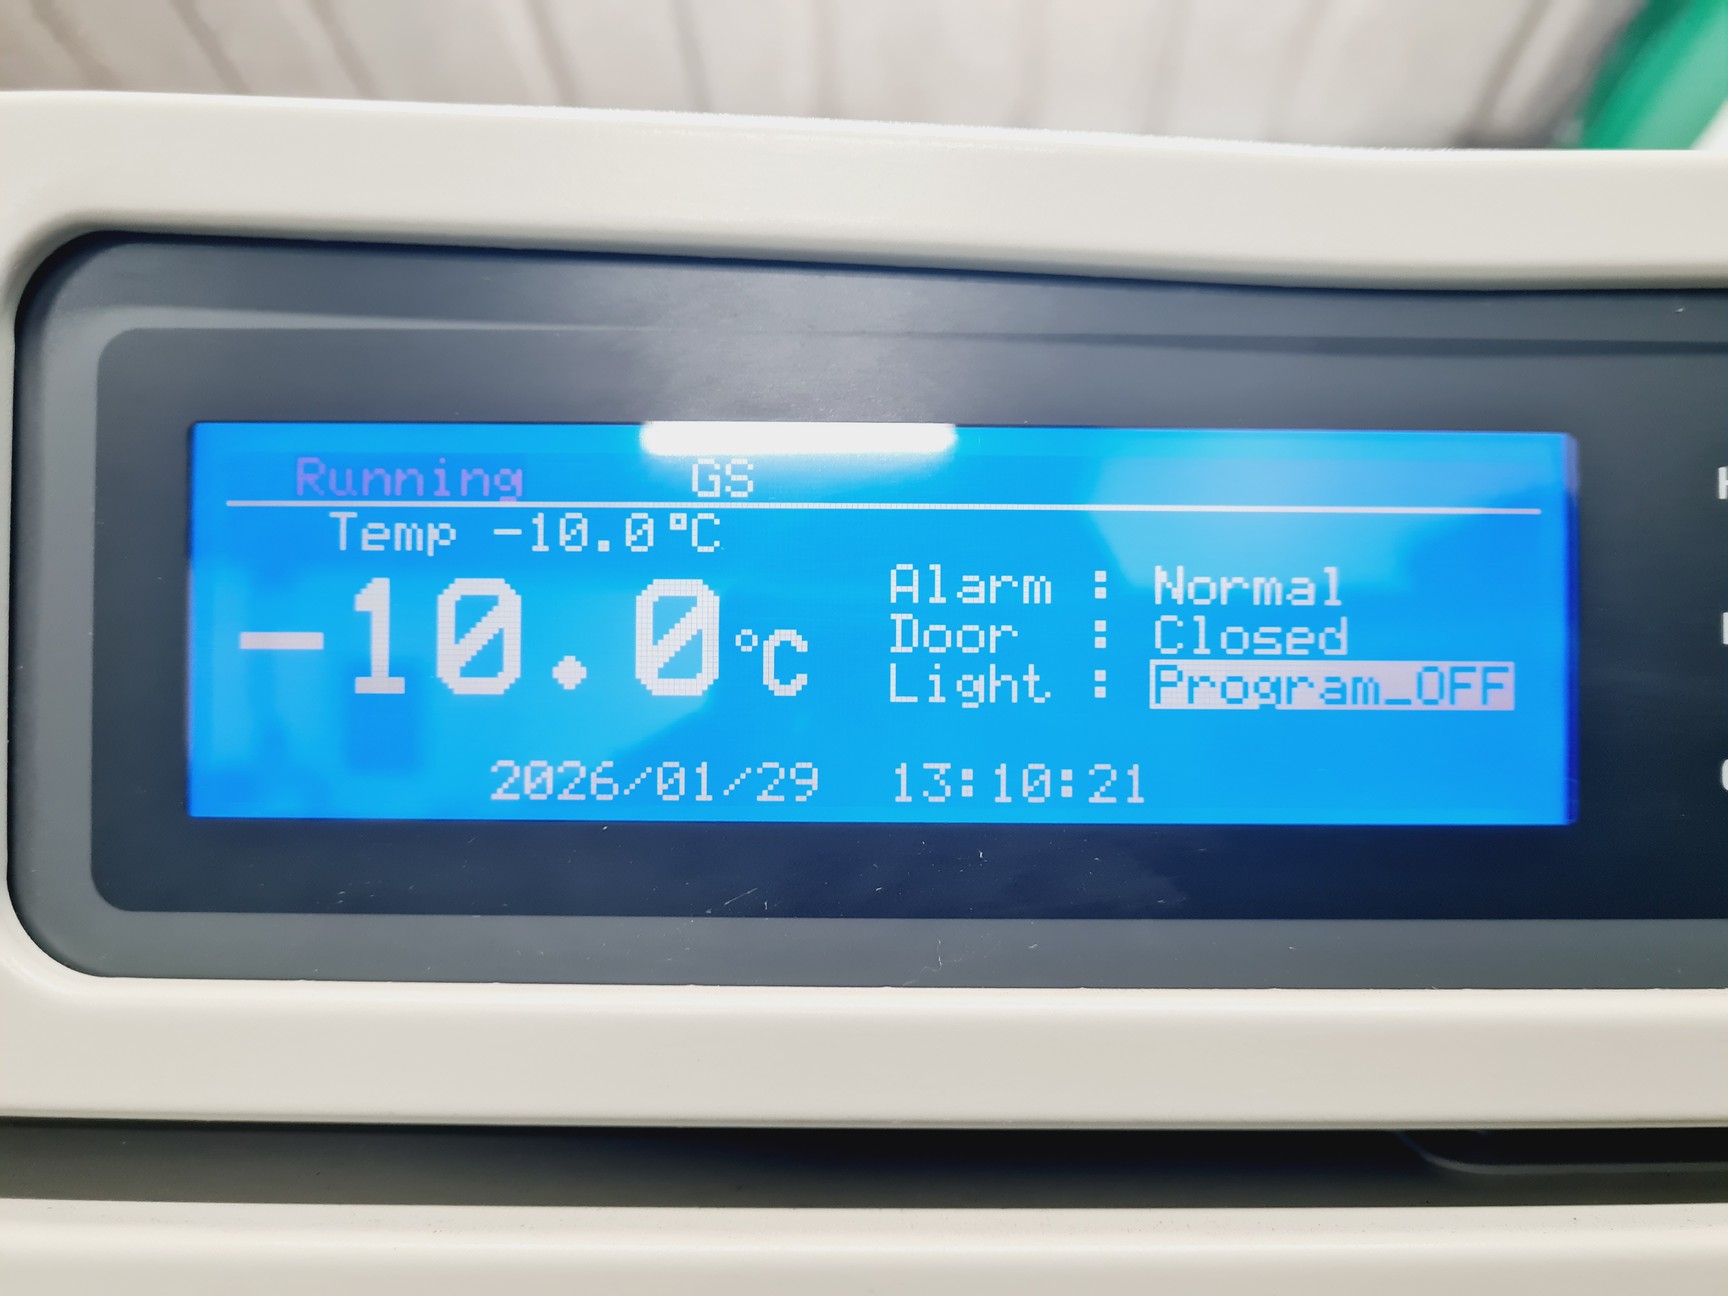 Running GS
Temp -10.0°C
-10.0°C
Alarm : Normal
Door : Closed
Light : Program_OFF
2026/01/29 13:10:21